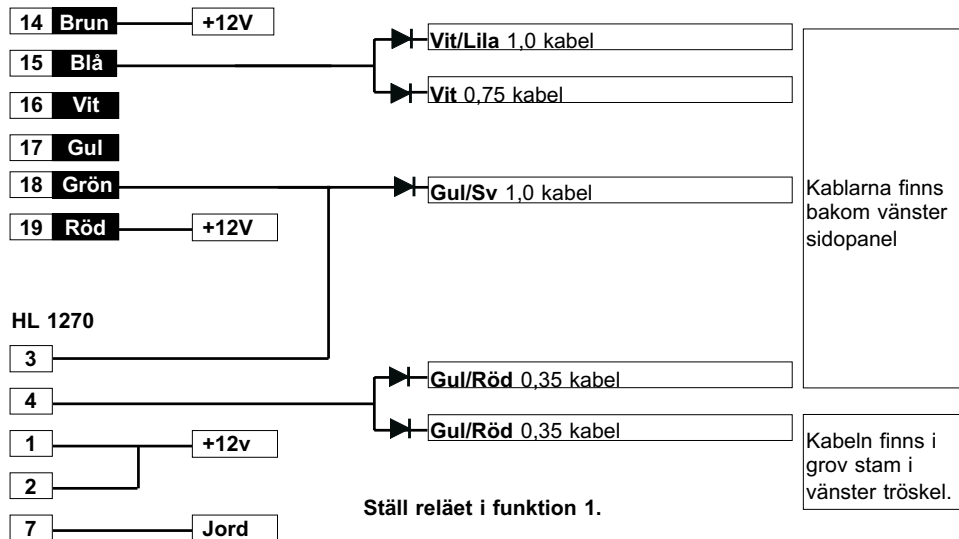 14 Brun +12V
Vit/Lila 1,0 kabel
15 Blå
Vit 0,75 kabel
16 Vit
17 Gul
18 Grön
Gul/Sv 1,0 kabel
19 Röd +12V
Kablarna finns
bakom vänster
sidopanel
HL 1270
3
Gul/Röd 0,35 kabel
4
Gul/Röd 0,35 kabel
1 +12v
2
Kabeln finns i
grov stam i
vänster tröskel.
Ställ reläet i funktion 1.
7 Jord